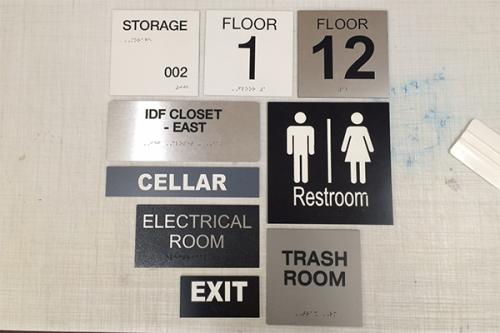 STORAGE
002
FLOOR
1
FLOOR
12
IDF CLOSET
- EAST
Restroom
CELLAR
ELECTRICAL
ROOM
TRASH
ROOM
EXIT